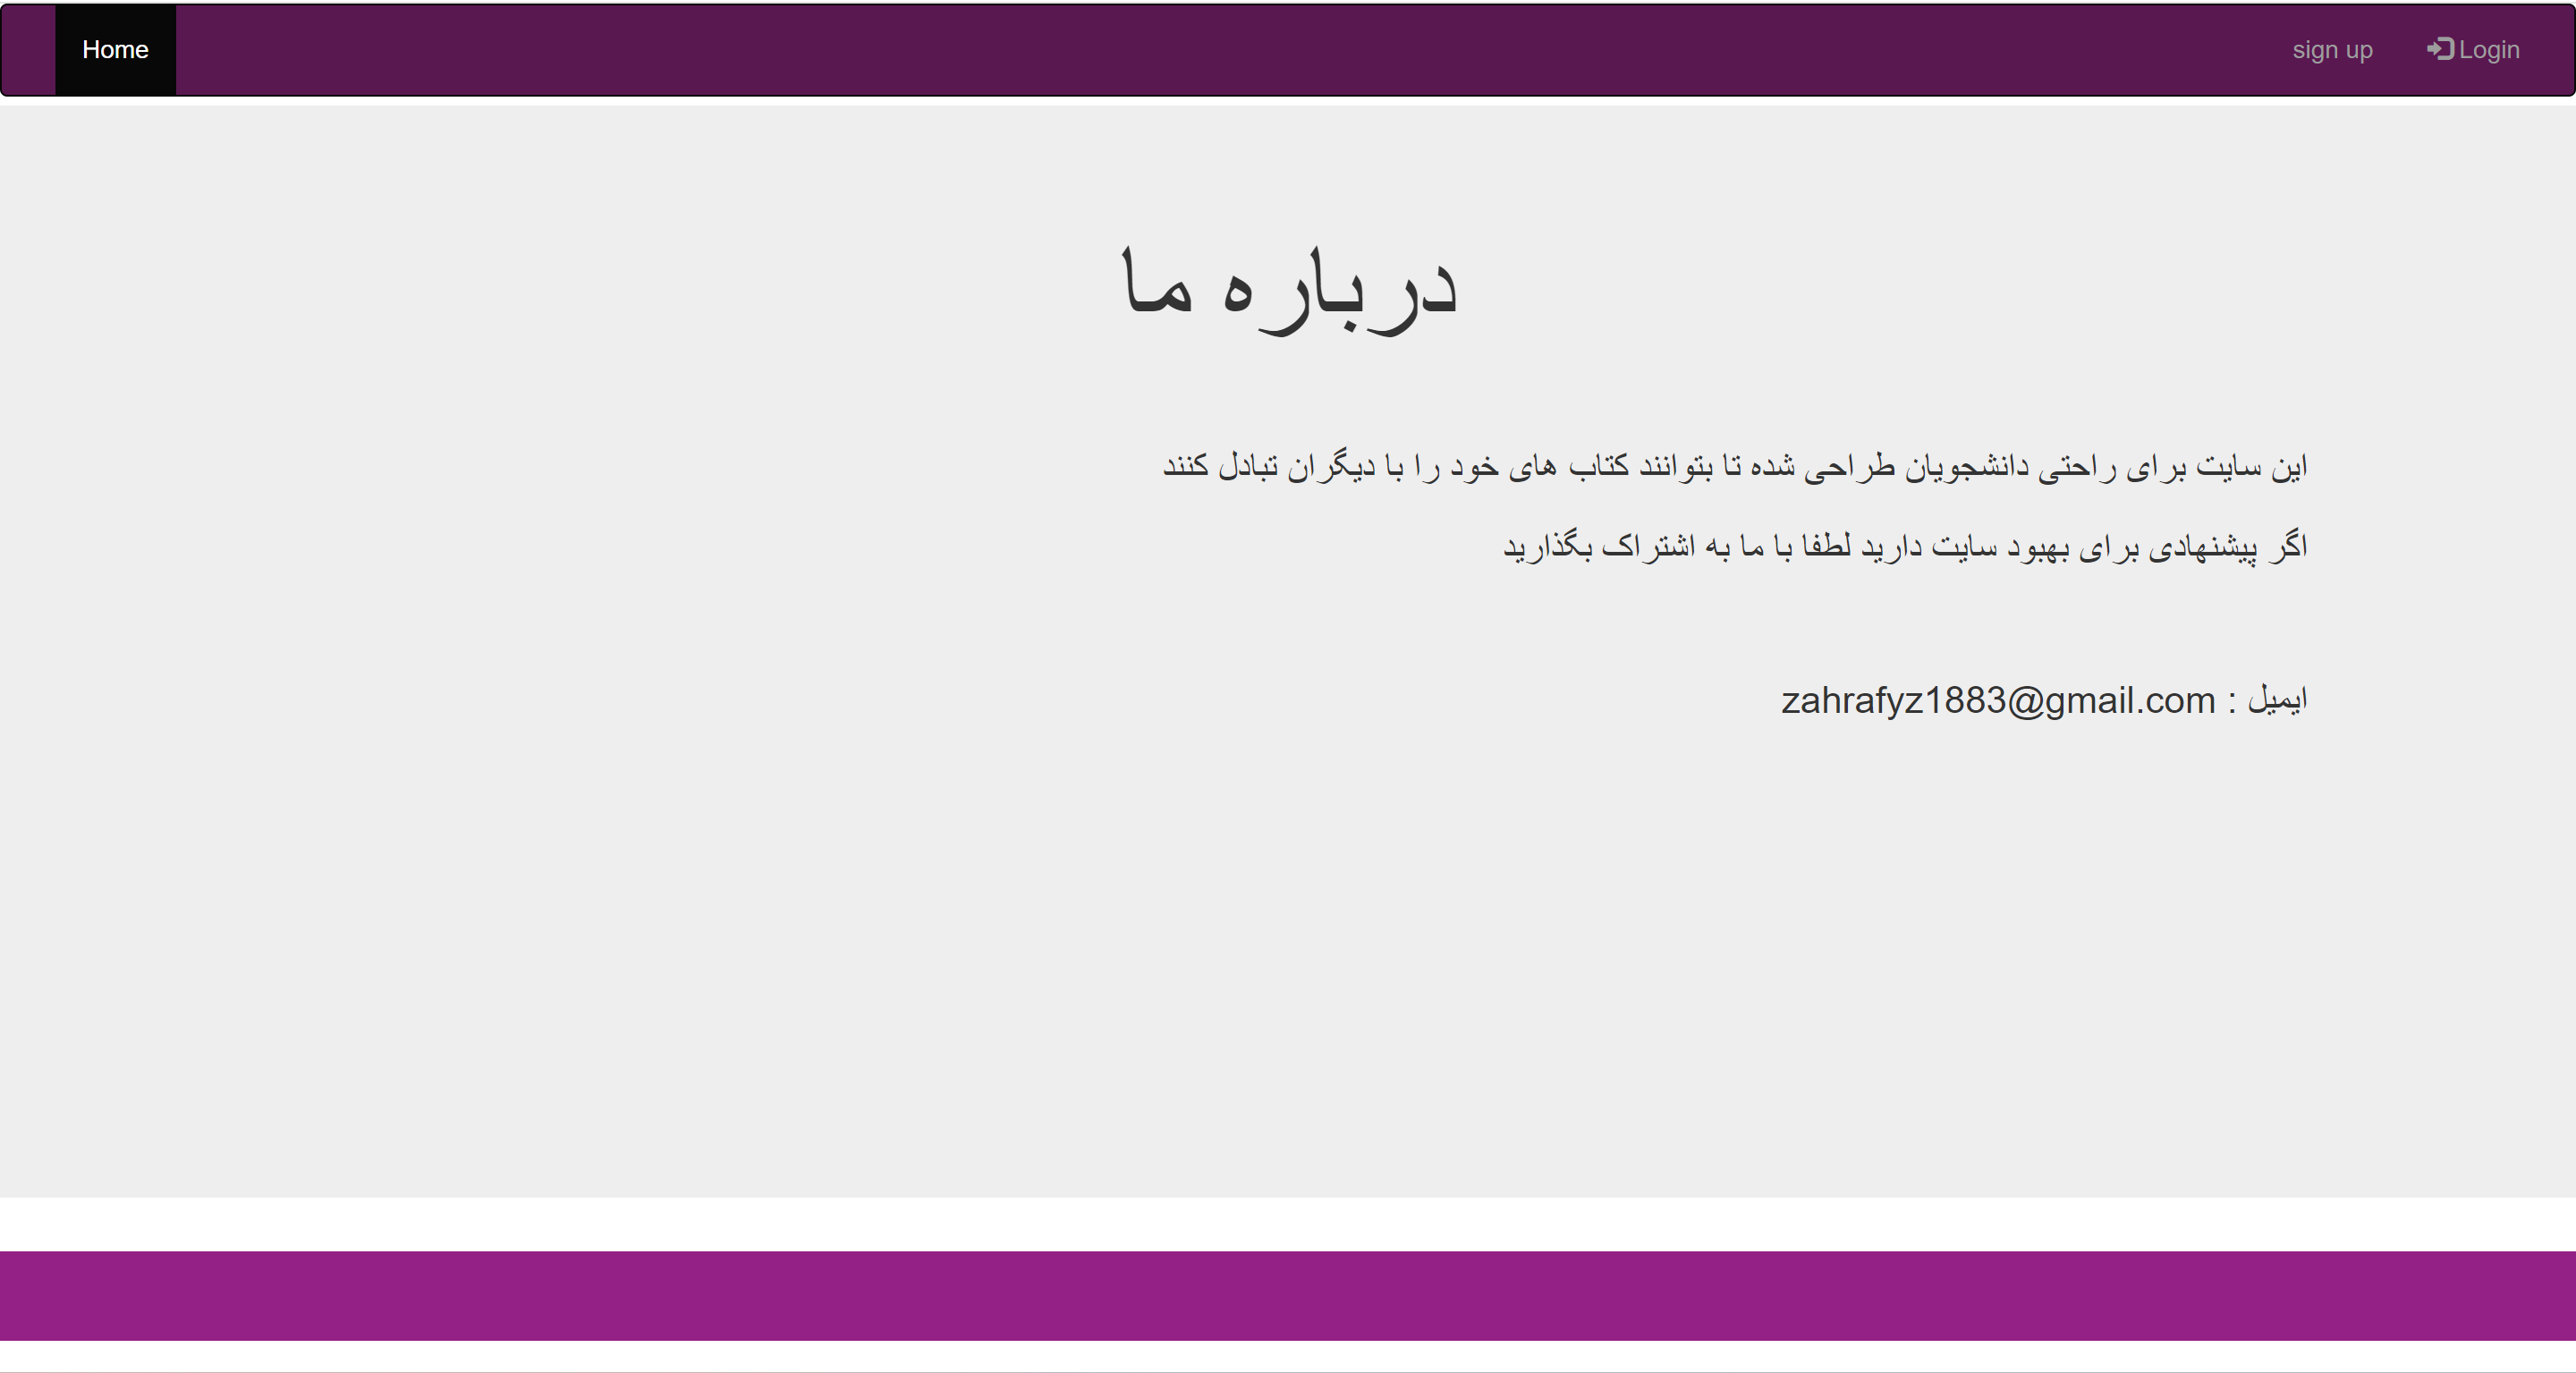 Home
sign up
Login
درباره ما
این سایت برای راحتی دانشجویان طراحی شده تا بتوانند کتاب های خود را با دیگران تبادل کنند
اگر پیشنهادی برای بهبود سایت دارید لطفا با ما به اشتراک بگذارید
ایمیل : zahrafyz1883@gmail.com